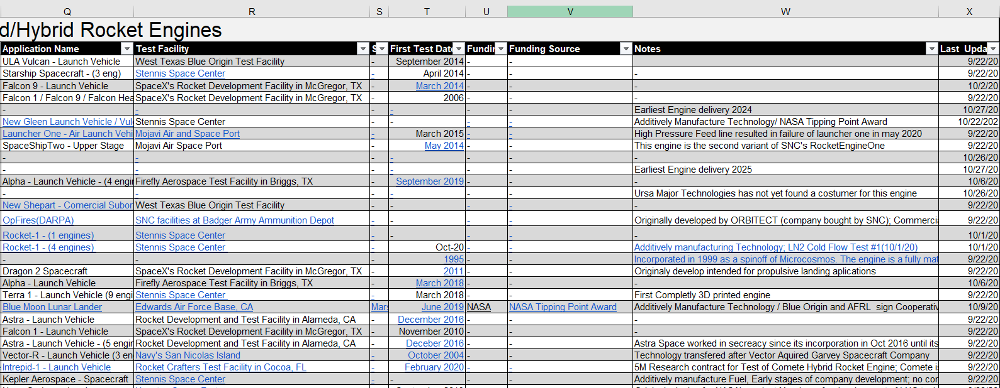 Q R S T U V W X
d/Hybrid Rocket Engines
Application Name Test Facility S First Test Date Fundin Funding Source Notes Last Upda
ULA Vulcan - Launch Vehicle West Texas Blue Origin Test Facility - September 2014 - - 9/22/20
Starship Spacecraft - (3 eng) Stennis Space Center - April 2014 - - - 9/22/20
Falcon 9 - Launch Vehicle SpaceX's Rocket Development Facility in McGregor, TX - March 2014 - - - 10/2/20
Falcon 1 / Falcon 9 / Falcon Hea SpaceX's Rocket Development Facility in McGregor, TX - 2006 - - - 9/22/20
- - - - - Earliest Engine delivery 2024 10/27/20
New Gleen Launch Vehicle / Vul Stennis Space Center - - - - Additively Manufacture Technology/ NASA Tipping Point Award 10/22/202
Launcher One - Air Launch Vehi Mojavi Air and Space Port - March 2015 - - High Pressure Feed line resulted in failure of launcher one in may 2020 9/22/20
SpaceShipTwo - Upper Stage Mojavi Air Space Port - May 2014 - - This engine is the second variant of SNC's RocketEngineOne 9/22/20
- - - - - 10/26/20
- - - - - - Earliest Engine delivery 2025 10/27/20
Alpha - Launch Vehicle - (4 engir Firefly Aerospace Test Facility in Briggs, TX - September 2019 - - - 10/6/20
- - - - - - Ursa Major Technologies has not yet found a costumer for this engine 10/26/20
New Shepart - Comercial Subor West Texas Blue Origin Test Facility - - - - - 9/22/20
OpFires(DARPA) SNC facilities at Badger Army Ammunition Depot - - - - Originally developed by ORBITECT (company bought by SNC); Commercia 9/22/20
Rocket-1 - (1 engines) Stennis Space Center - - - - - 10/1/20
Rocket-1 - (4 engines) Stennis Space Center - Oct-20 - - Additively manufacturing Technology; LN2 Cold Flow Test #1(10/1/20) 10/1/20
- - - 1995 - - Incorporated in 1999 as a spinoff of Microcosmos. The engine is a fully mat 9/22/20
Dragon 2 Spacecraft SpaceX's Rocket Development Facility in McGregor, TX - 2011 - - Originaly develop intended for propulsive landing aplications 9/22/20
Alpha - Launch Vehicle Firefly Aerospace Test Facility in Briggs, TX - March 2018 - - - 10/6/20
Terra 1 - Launch Vehicle (9 engi Stennis Space Center - March 2018 - - First Completly 3D printed engine 9/22/20
Blue Moon Lunar Lander Edwards Air Force Base, CA Mars June 2019 NASA NASA Tipping Point Award Additively Manufacture Technology / Blue Origin and AFRL sign Cooperativ 10/9/20
Astra - Launch Vehicle Rocket Development and Test Facility in Alameda, CA - December 2016 - - - 9/22/20
Falcon 1 - Launch Vehicle SpaceX's Rocket Development Facility in McGregor, TX - November 2010 - - - 9/22/20
Astra - Launch Vehicle - (5 engir Rocket Development and Test Facility in Alameda, CA - Deceber 2016 - - Astra Space worked in secreacy since its incorporation in Oct 2016 until its 9/22/20
Vector-R - Launch Vehicle (3 en Navy's San Nicolas Island - October 2004 - - Technology transfered after Vector Aquired Garvey Spacecraft Company 9/22/20
Intrepid-1 - Launch Vehicle Rocket Crafters Test Facility in Cocoa, FL - February 2020 - - 5M Research contract for Test of Comete Hybrid Rocket Engine; Comete is 9/22/20
Kepler Aerospace - Spacecraft Stennis Space Center - - - - Additively manufacture Fuel, Early stages of company development; no cor 9/22/20